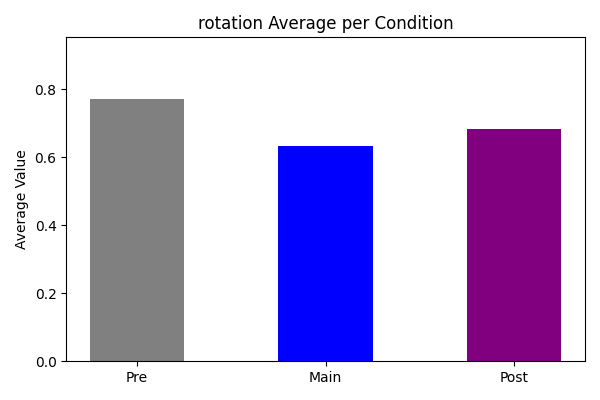 rotation Average per Condition
Average Value
0.8
0.6
0.4
0.2
0.0
Pre
Main
Post